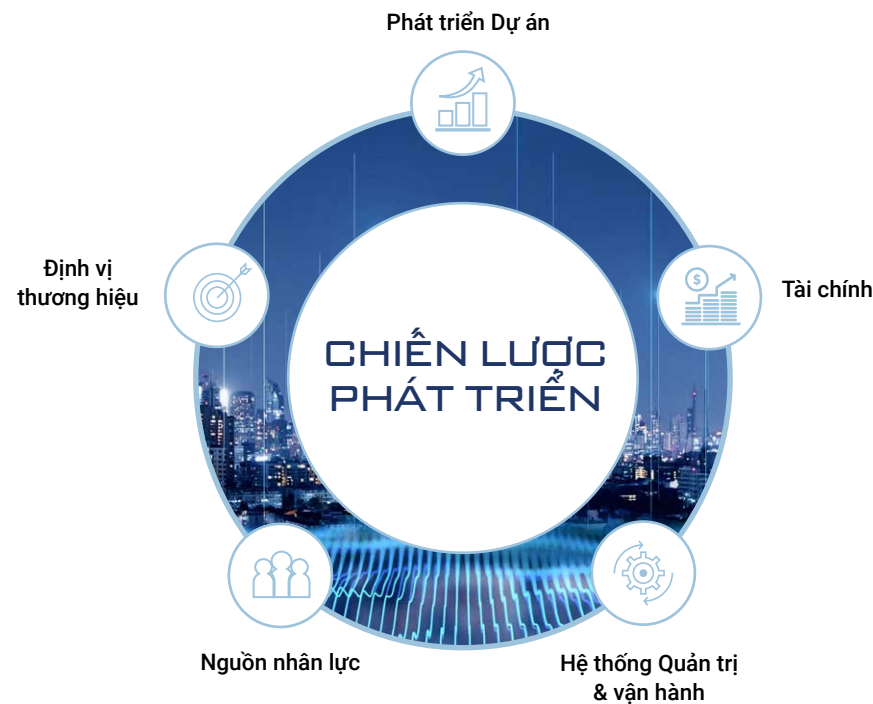 Phát triển Dự án
Định vị
thương hiệu
$
Tài chính
CHIẾN LƯỢC
PHÁT TRIỂN
Nguồn nhân lực
Hệ thống Quản trị
& vận hành